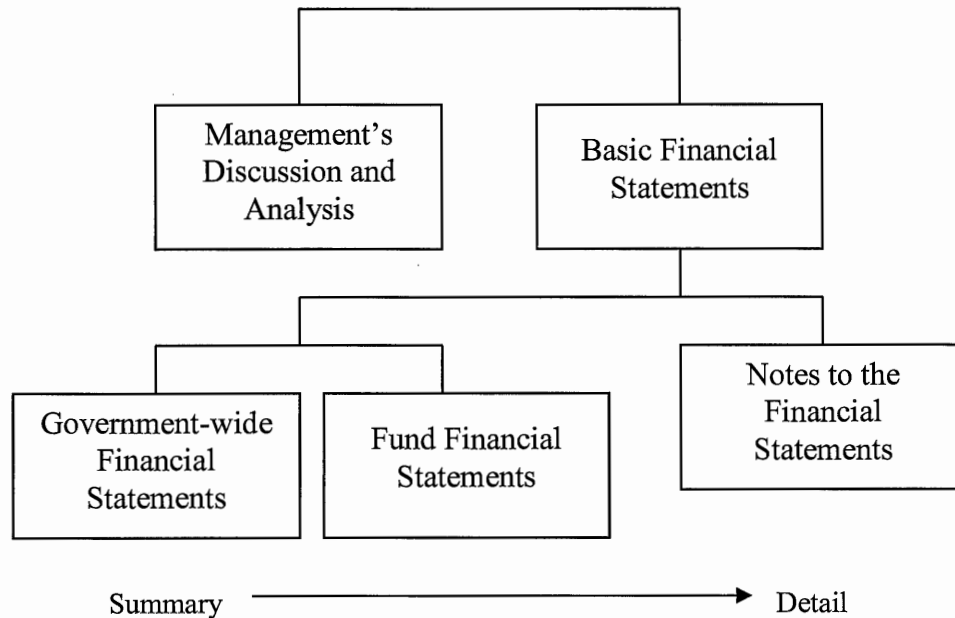 Management's
Discussion and
Analysis
Basic Financial
Statements
Government-wide
Financial
Statements
Fund Financial
Statements
Notes to the
Financial
Statements
Summary
Detail